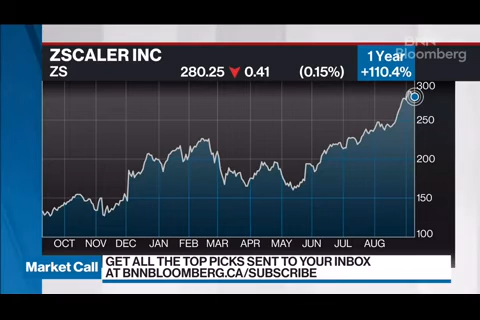 BNN
Bloomberg
ZSCALER INC
ZS 280.25 0.41 (0.15%)
1 Year
+110.4%
300
250
200
150
100
OCT NOV DEC JAN FEB MAR APR MAY JUN JUL AUG
Market Call
GET ALL THE TOP PICKS SENT TO YOUR INBOX
AT BNNBLOOMBERG.CA/SUBSCRIBE